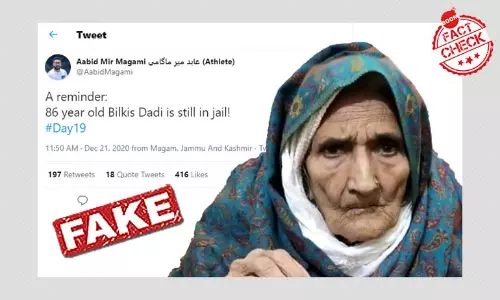 Tweet
Aabid Mir Magami عابد میر ماگامی (Athlete)
@AabidMagami
A reminder:
86 year old Bilkis Dadi is still in jail!
#Day19
11:50 AM - Dec 21, 2020 from Magam, Jammu And Kashmir
197 Retweets 18 Quote Tweets 416 Likes
FAKE
100%
FACT
CHECK